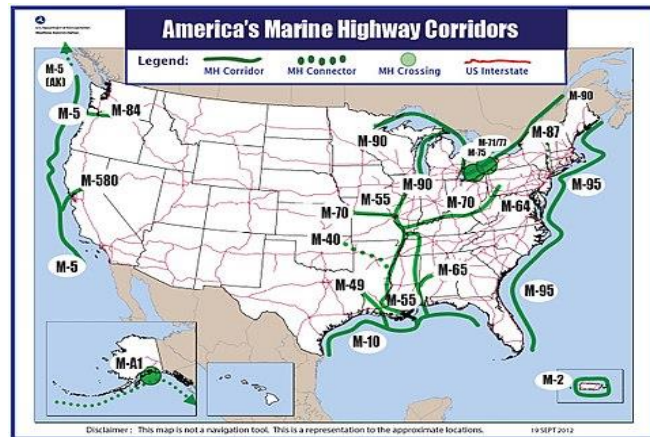 America's Marine Highway Corridors
Legend:
MH Corridor
MH Connector
MH Crossing
US Interstate
M-5
(AK)
M-5
M-84
M-90
M-90
M-71/77
M-75
M-87
M-580
M-55
M-90
M-95
M-70
M-70
M-64
M-40
M-5
M-49
M-65
M-55
M-95
M-10
M-A1
M-2
Disclaimer : This map is not a navigation tool. This is a representation to the approximate locations.
19 SEPT 2012